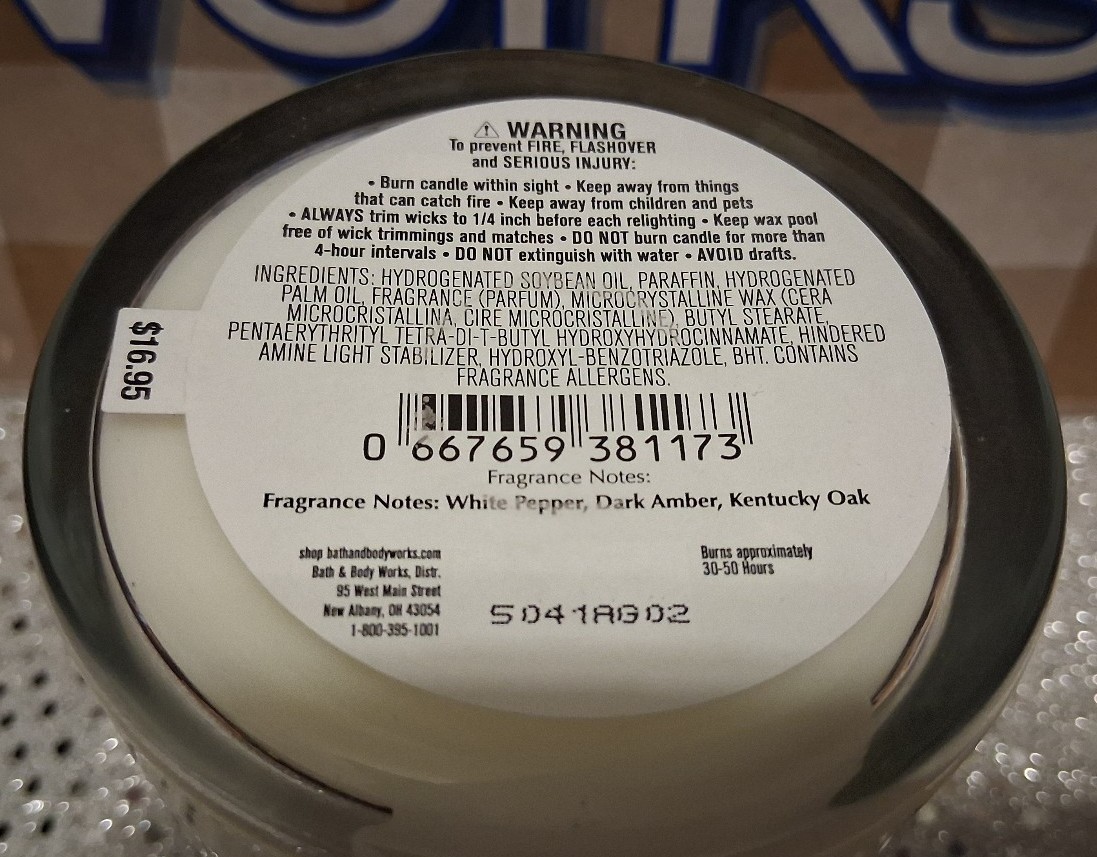 WORKS
⚠ WARNING
To prevent FIRE, FLASHOVER
and SERIOUS INJURY:
• Burn candle within sight • Keep away from things
that can catch fire • Keep away from children and pets
• ALWAYS trim wicks to 1/4 inch before each relighting • Keep wax pool
free of wick trimmings and matches • DO NOT burn candle for more than
4-hour intervals • DO NOT extinguish with water • AVOID drafts.
INGREDIENTS: HYDROGENATED SOYBEAN OIL, PARAFFIN, HYDROGENATED
PALM OIL, FRAGRANCE (PARFUM), MICROCRYSTALLINE WAX (CERA
MICROCRISTALLINA, CIRE MICROCRISTALLINE), BUTYL STEARATE,
PENTAERYTHRITYL TETRA-DI-T-BUTYL HYDROXYHYDROCINNAMATE, HINDERED
AMINE LIGHT STABILIZER, HYDROXYL-BENZOTRIAZOLE, BHT. CONTAINS
FRAGRANCE ALLERGENS.
$16.95
0 667659 381173
Fragrance Notes:
Fragrance Notes: White Pepper, Dark Amber, Kentucky Oak
shop bathandbodyworks.com
Bath & Body Works, Distr.
95 West Main Street
New Albany, OH 43054
1-800-395-1001
Burns approximately
30-50 Hours
5041AG02